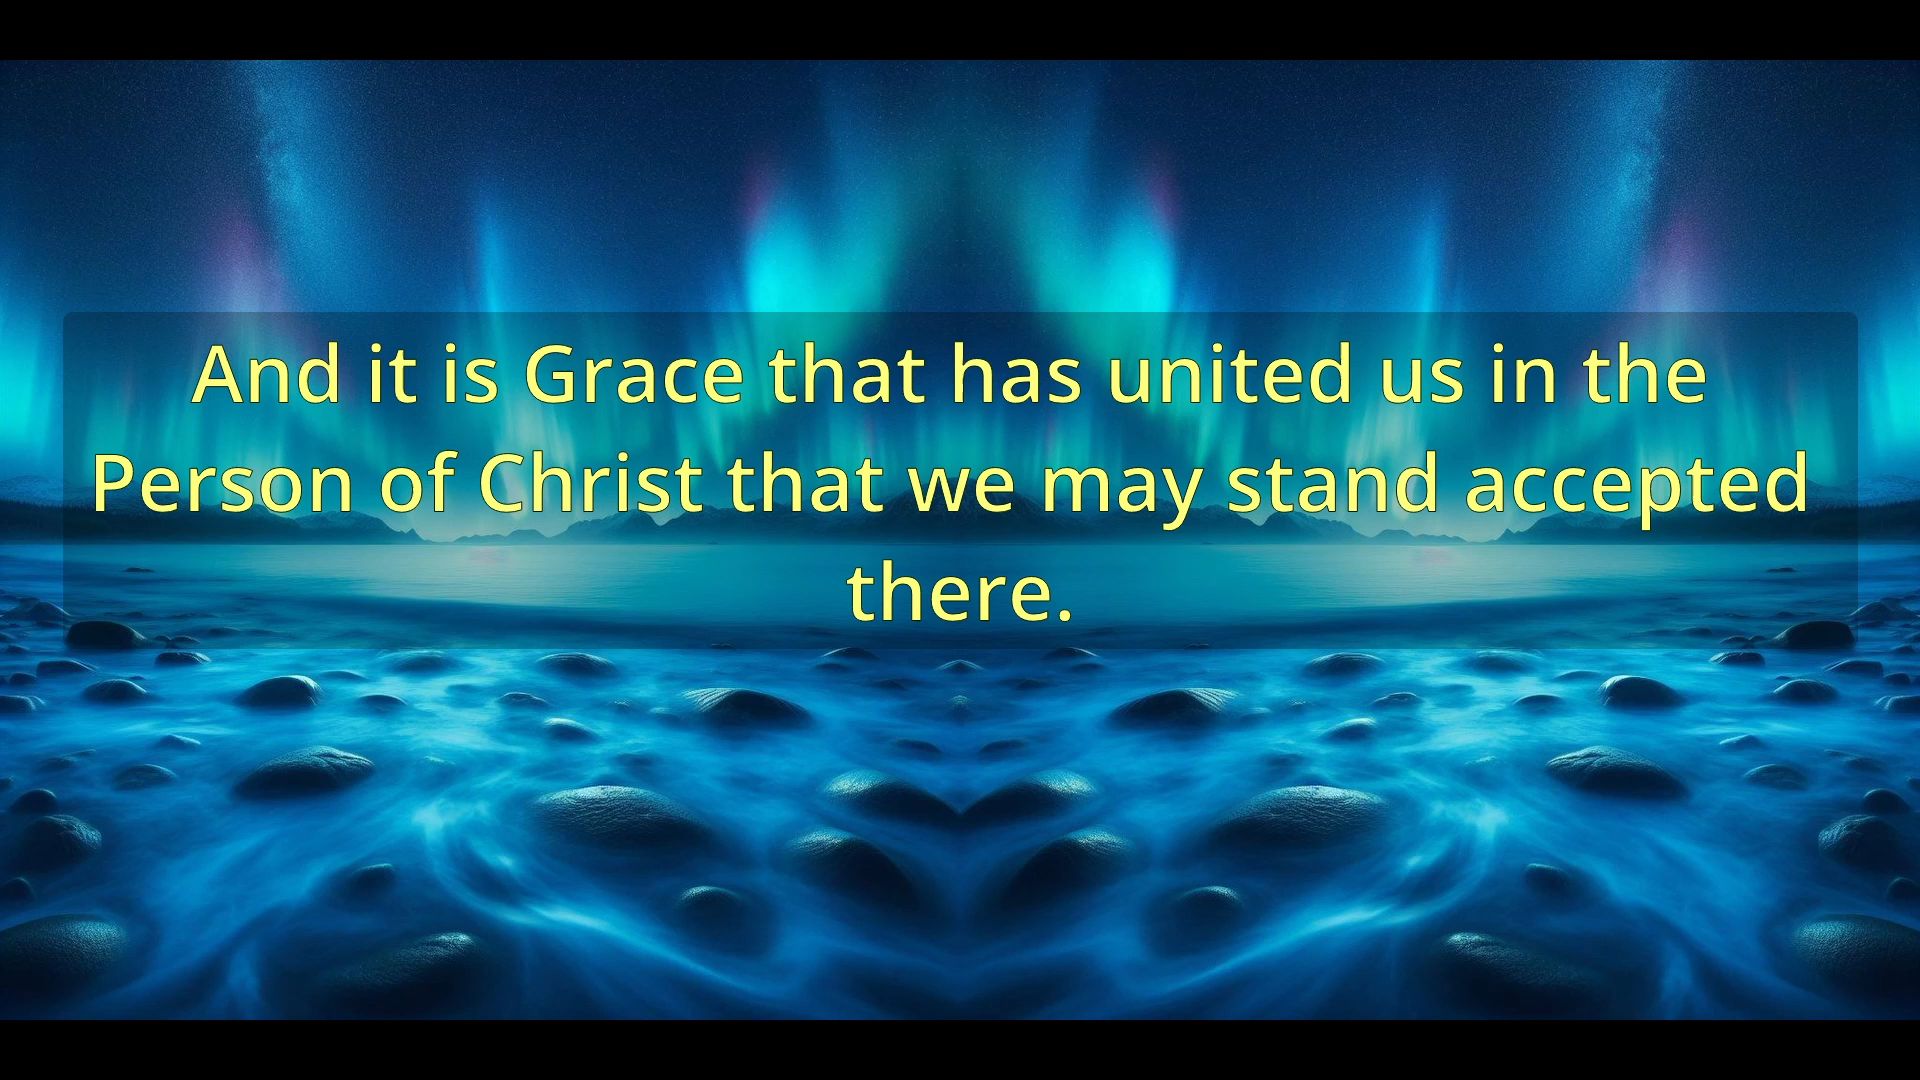 And it is Grace that has united us in the
Person of Christ that we may stand accepted
there.